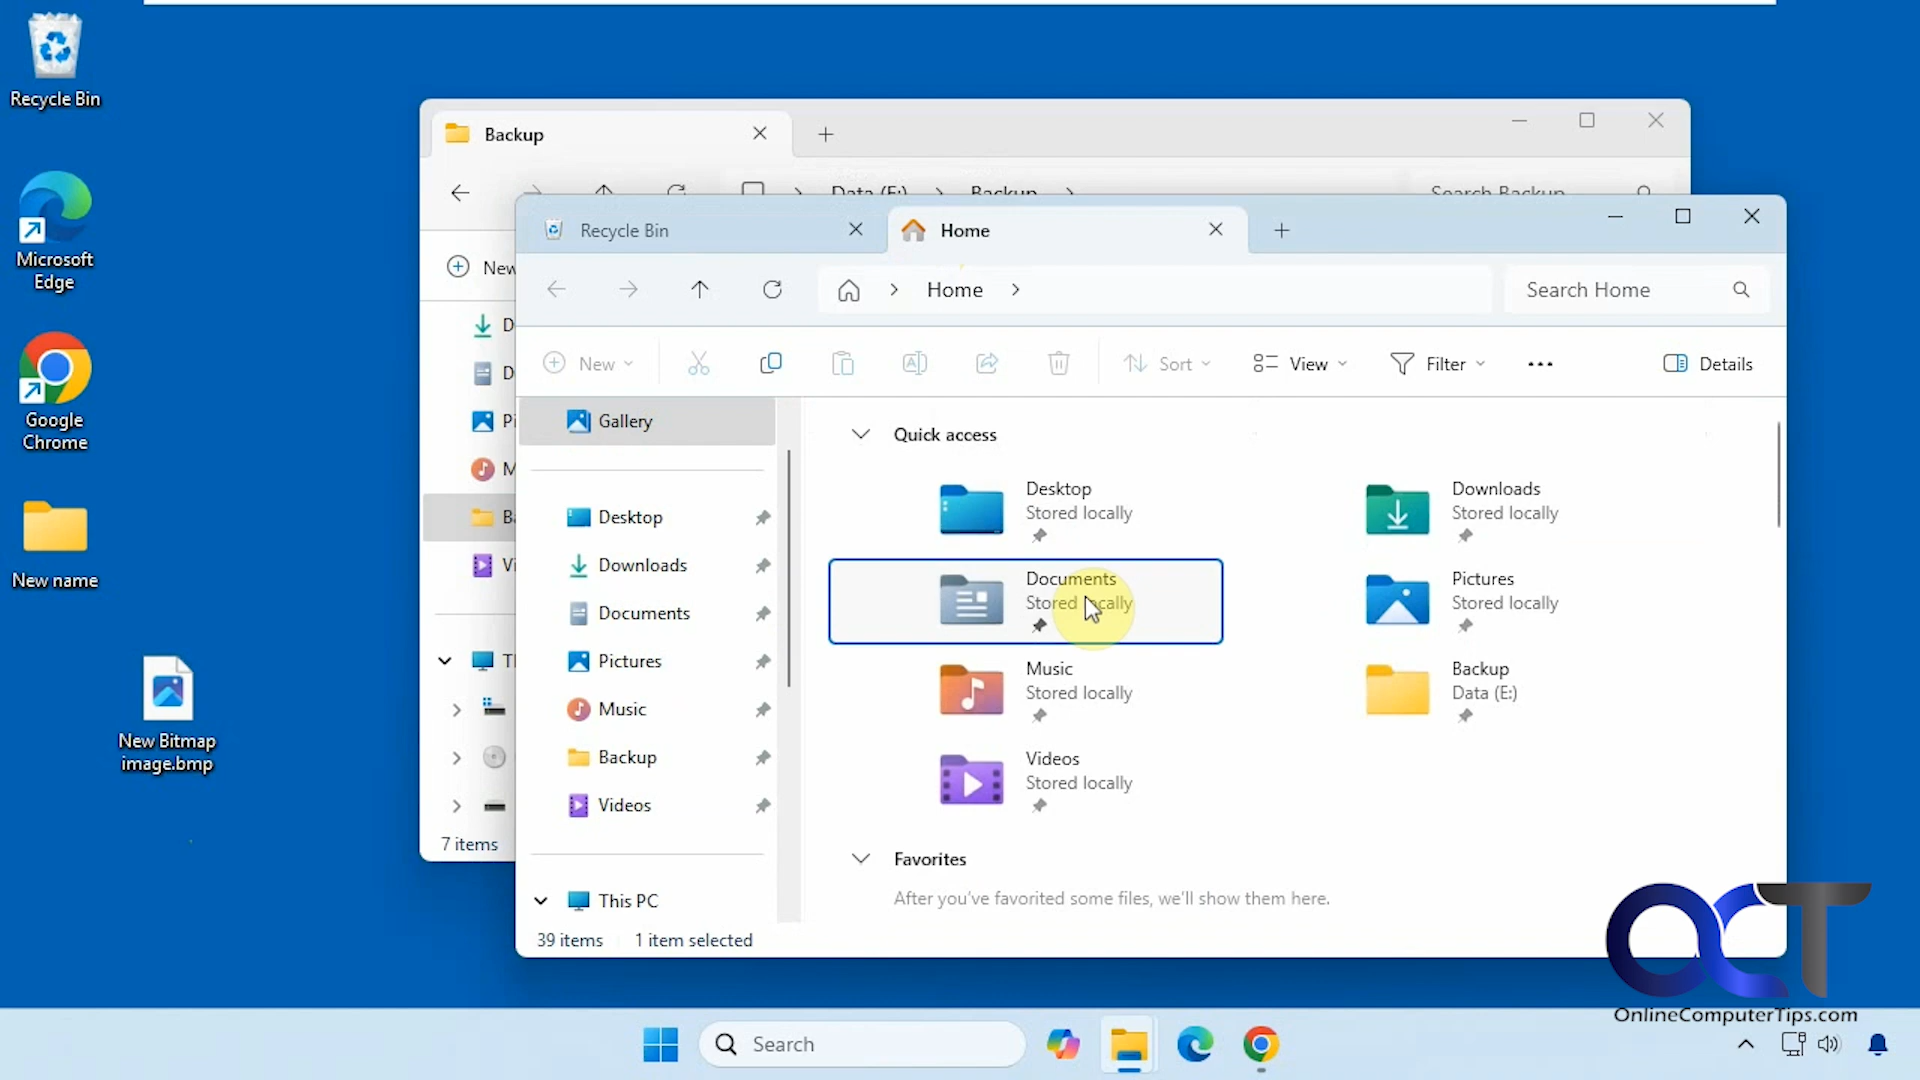 Recycle Bin
Microsoft
Edge
Google
Chrome
New name
New Bitmap
image.bmp
Backup
Data (E:)
Backup
Search Backup
New
7 items
Recycle Bin
Home
Home
Search Home
New
Sort
View
Filter
Details
Gallery
Desktop
Downloads
Documents
Pictures
Music
Backup
Videos
This PC
Quick access
Desktop
Stored locally
Downloads
Stored locally
Documents
Stored locally
Pictures
Stored locally
Music
Stored locally
Backup
Data (E:)
Videos
Stored locally
Favorites
After you've favorited some files, we'll show them here.
39 items
1 item selected
OCT
OnlineComputerTips.com
Search